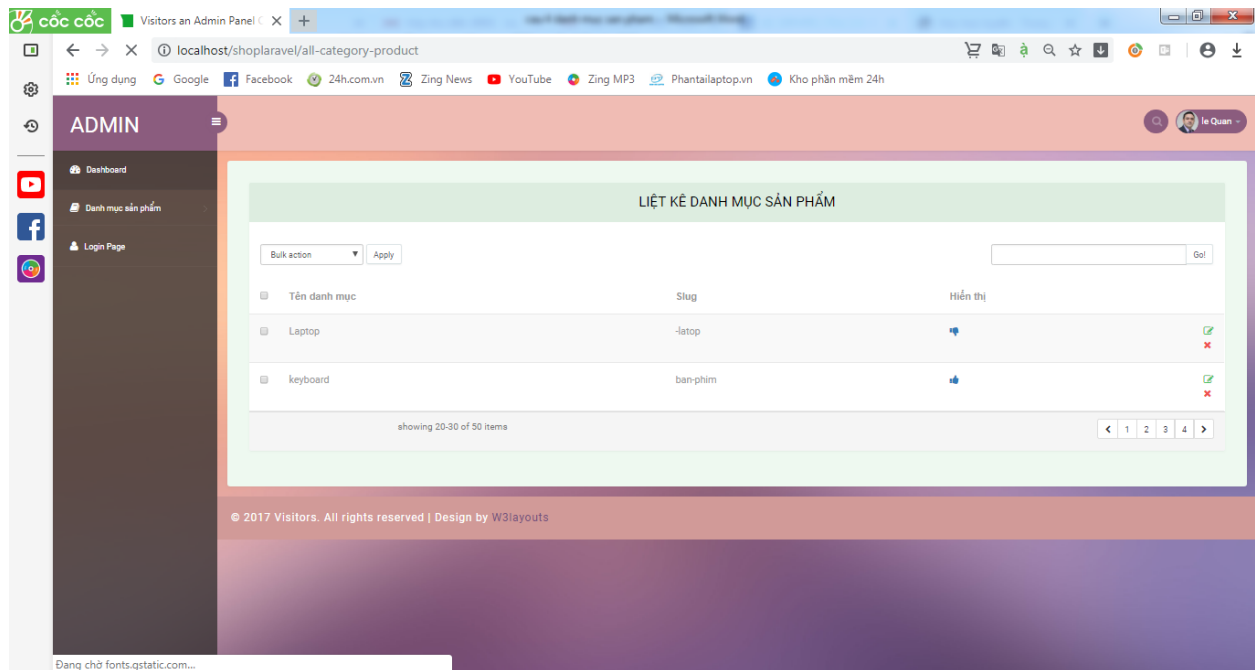 cốc cốc Visitors an Admin Panel C
localhost/shoplaravel/all-category-product
Ứng dụng Google Facebook 24h.com.vn Zing News YouTube Zing MP3 Phantailaptop.vn Kho phần mềm 24h
ADMIN
le Quan
Dashboard
Danh mục sản phẩm
Login Page
LIỆT KÊ DANH MỤC SẢN PHẨM
Bulk action Apply Go!
Tên danh mục Slug Hiển thị
Laptop -latop
keyboard ban-phim
showing 20-30 of 50 items 1 2 3 4
© 2017 Visitors. All rights reserved | Design by W3layouts
Đang chờ fonts.gstatic.com...